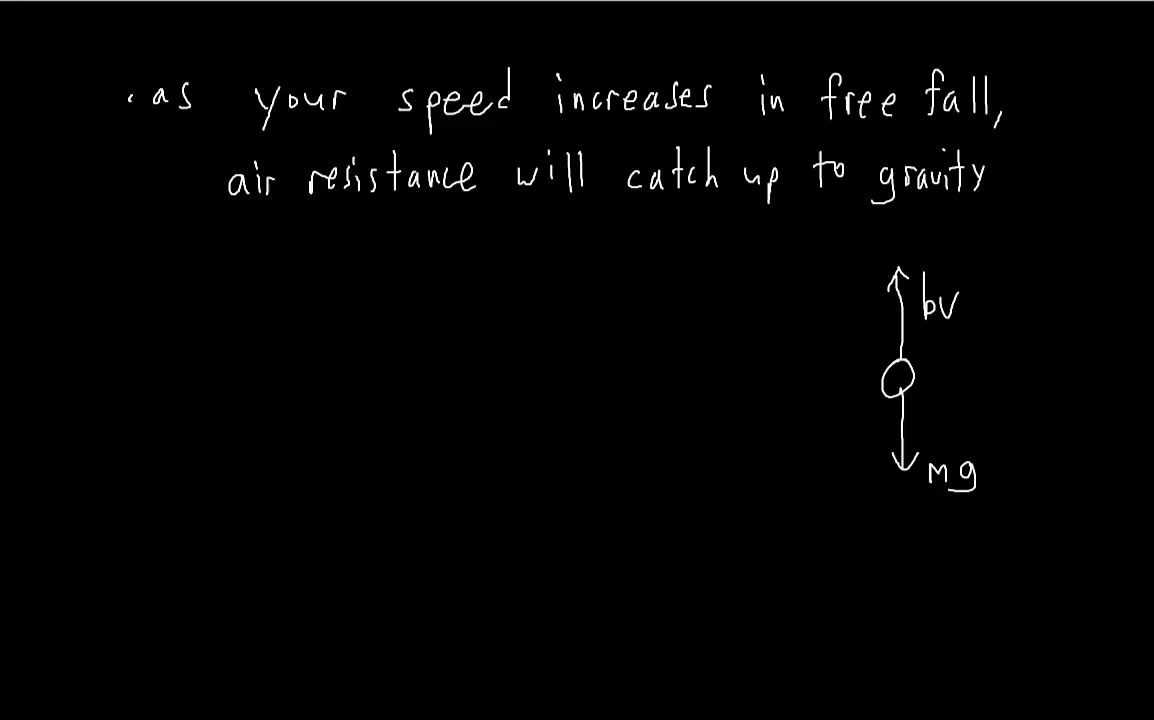 · as your speed increases in free fall,
air resistance will catch up to gravity
bv
mg